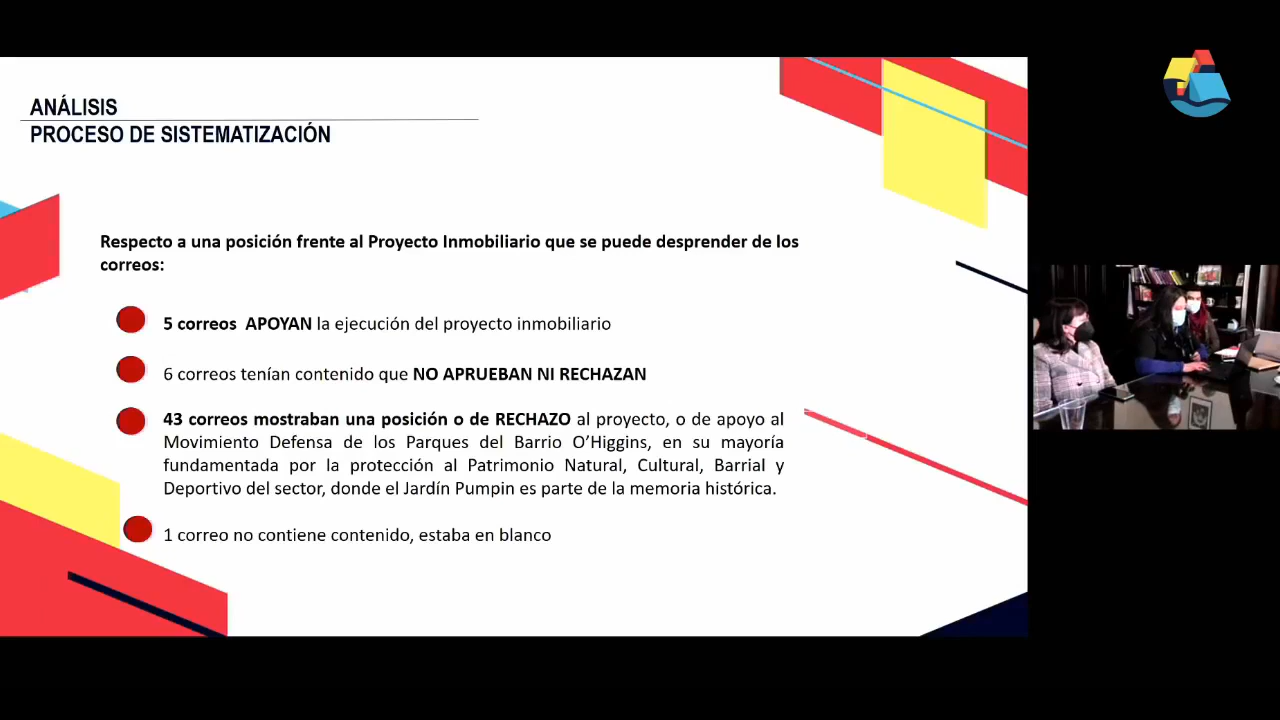 ANÁLISIS
PROCESO DE SISTEMATIZACIÓN
Respecto a una posición frente al Proyecto Inmobiliario que se puede desprender de los
correos:
5 correos APOYAN la ejecución del proyecto inmobiliario
6 correos tenían contenido que NO APRUEBAN NI RECHAZAN
43 correos mostraban una posición o de RECHAZO al proyecto, o de apoyo al
Movimiento Defensa de los Parques del Barrio O’Higgins, en su mayoría
fundamentada por la protección al Patrimonio Natural, Cultural, Barrial y
Deportivo del sector, donde el Jardín Pumpin es parte de la memoria histórica.
1 correo no contiene contenido, estaba en blanco